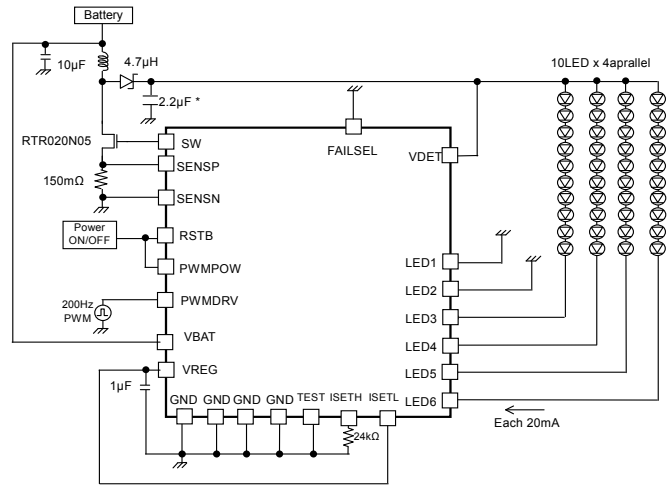 Battery
10µF
4.7µH
10LED x 4aprallel
2.2µF *
RTR020N05
SW
FAILSEL
VDET
SENSP
150mΩ
SENSN
Power
ON/OFF
RSTB
PWMPOW
LED1
LED2
200Hz
PWM
PWMDRV
LED3
VBAT
LED4
VREG
LED5
1µF
GND
GND
GND
GND
TEST
ISETH
ISETL
LED6
24kΩ
Each 20mA